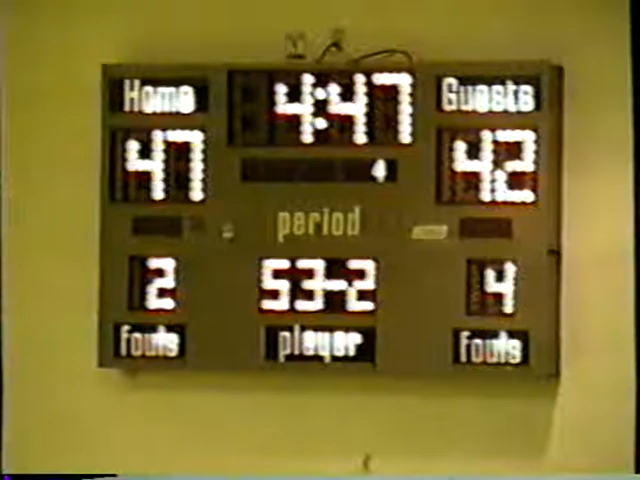 Home 4:47 Guests
47 42
4
period
2 53-2 4
fouls player fouls